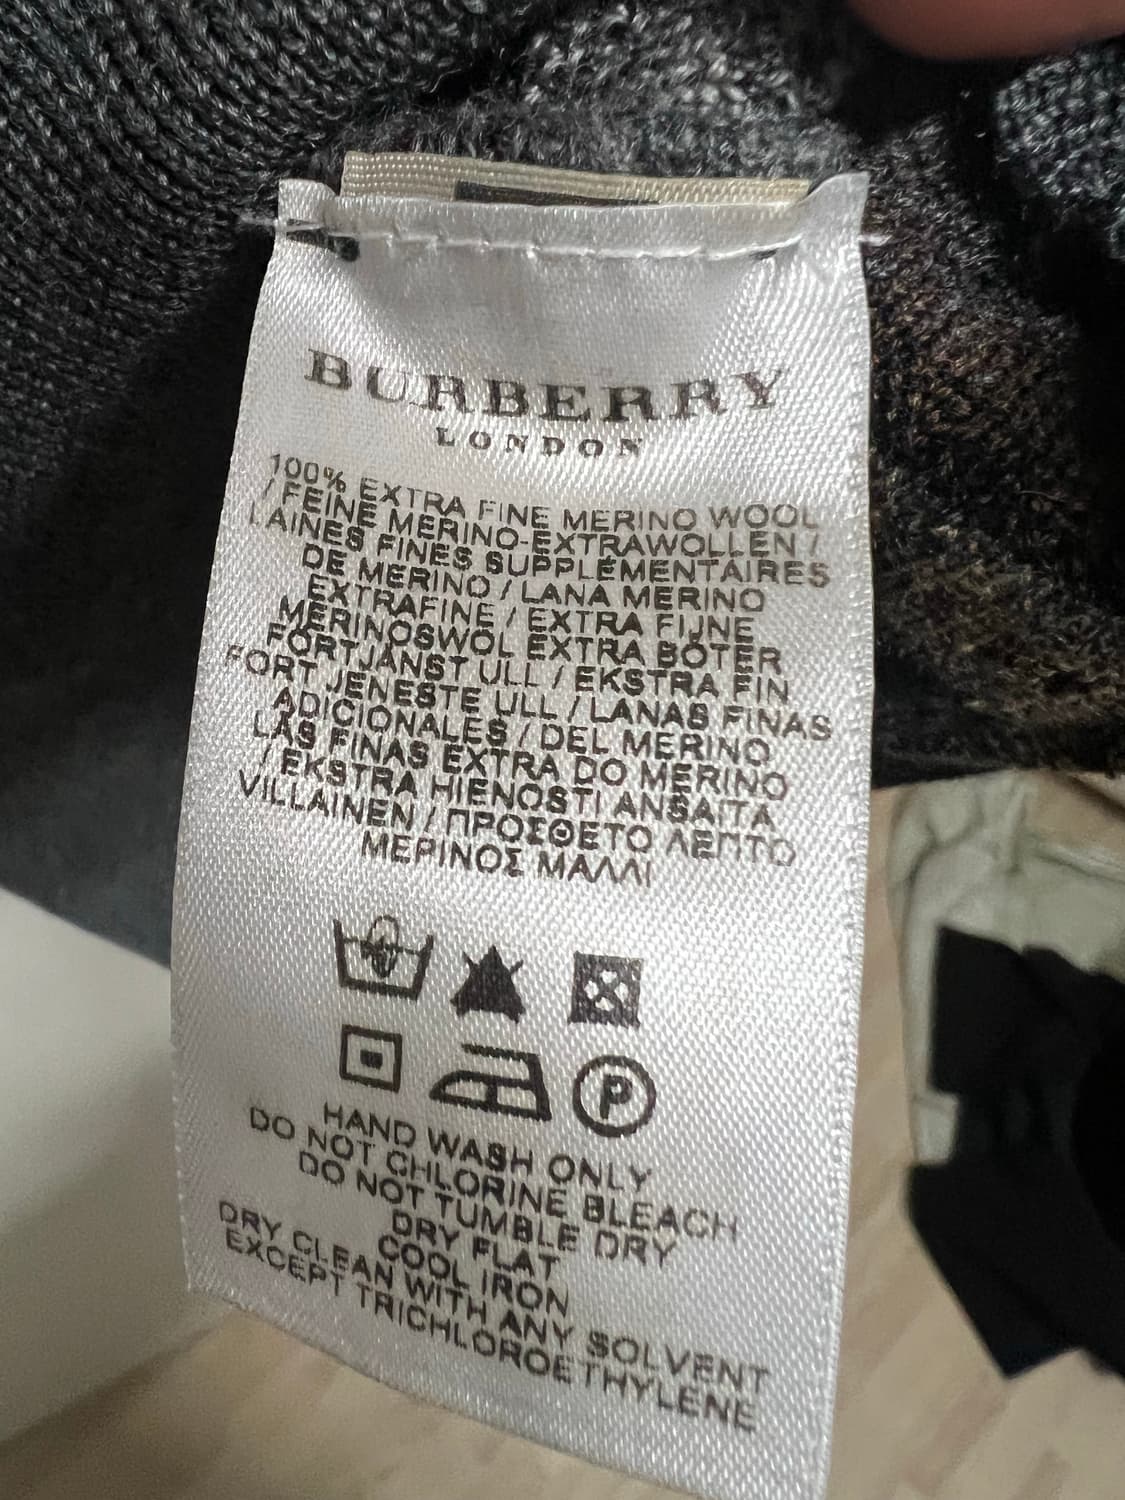 BURBERRY
LONDON
100% EXTRA FINE MERINO WOOL
/ FEINE MERINO-EXTRAWOLLEN /
LAINES FINES SUPPLÉMENTAIRES
DE MERINO / LANA MERINO
EXTRAFINE / EXTRA FIJNE
MERINOSWOL EXTRA BÖTER
FÖRTJÄNST ULL / EKSTRA FIN
FORT JENESTE ULL / LANAS FINAS
ADICIONALES / DEL MERINO
LAS FINAS EXTRA DO MERINO
/ EKSTRA HIENOSTI ANSAITA
VILLAINEN / ΠΡΟΣΘΕΤΟ ΛΕΠΤΟ
ΜΕΡΙΝΟΣ ΜΑΛΛΙ
P
HAND WASH ONLY
DO NOT CHLORINE BLEACH
DO NOT TUMBLE DRY
DRY FLAT
COOL IRON
DRY CLEAN WITH ANY SOLVENT
EXCEPT TRICHLOROETHYLENE